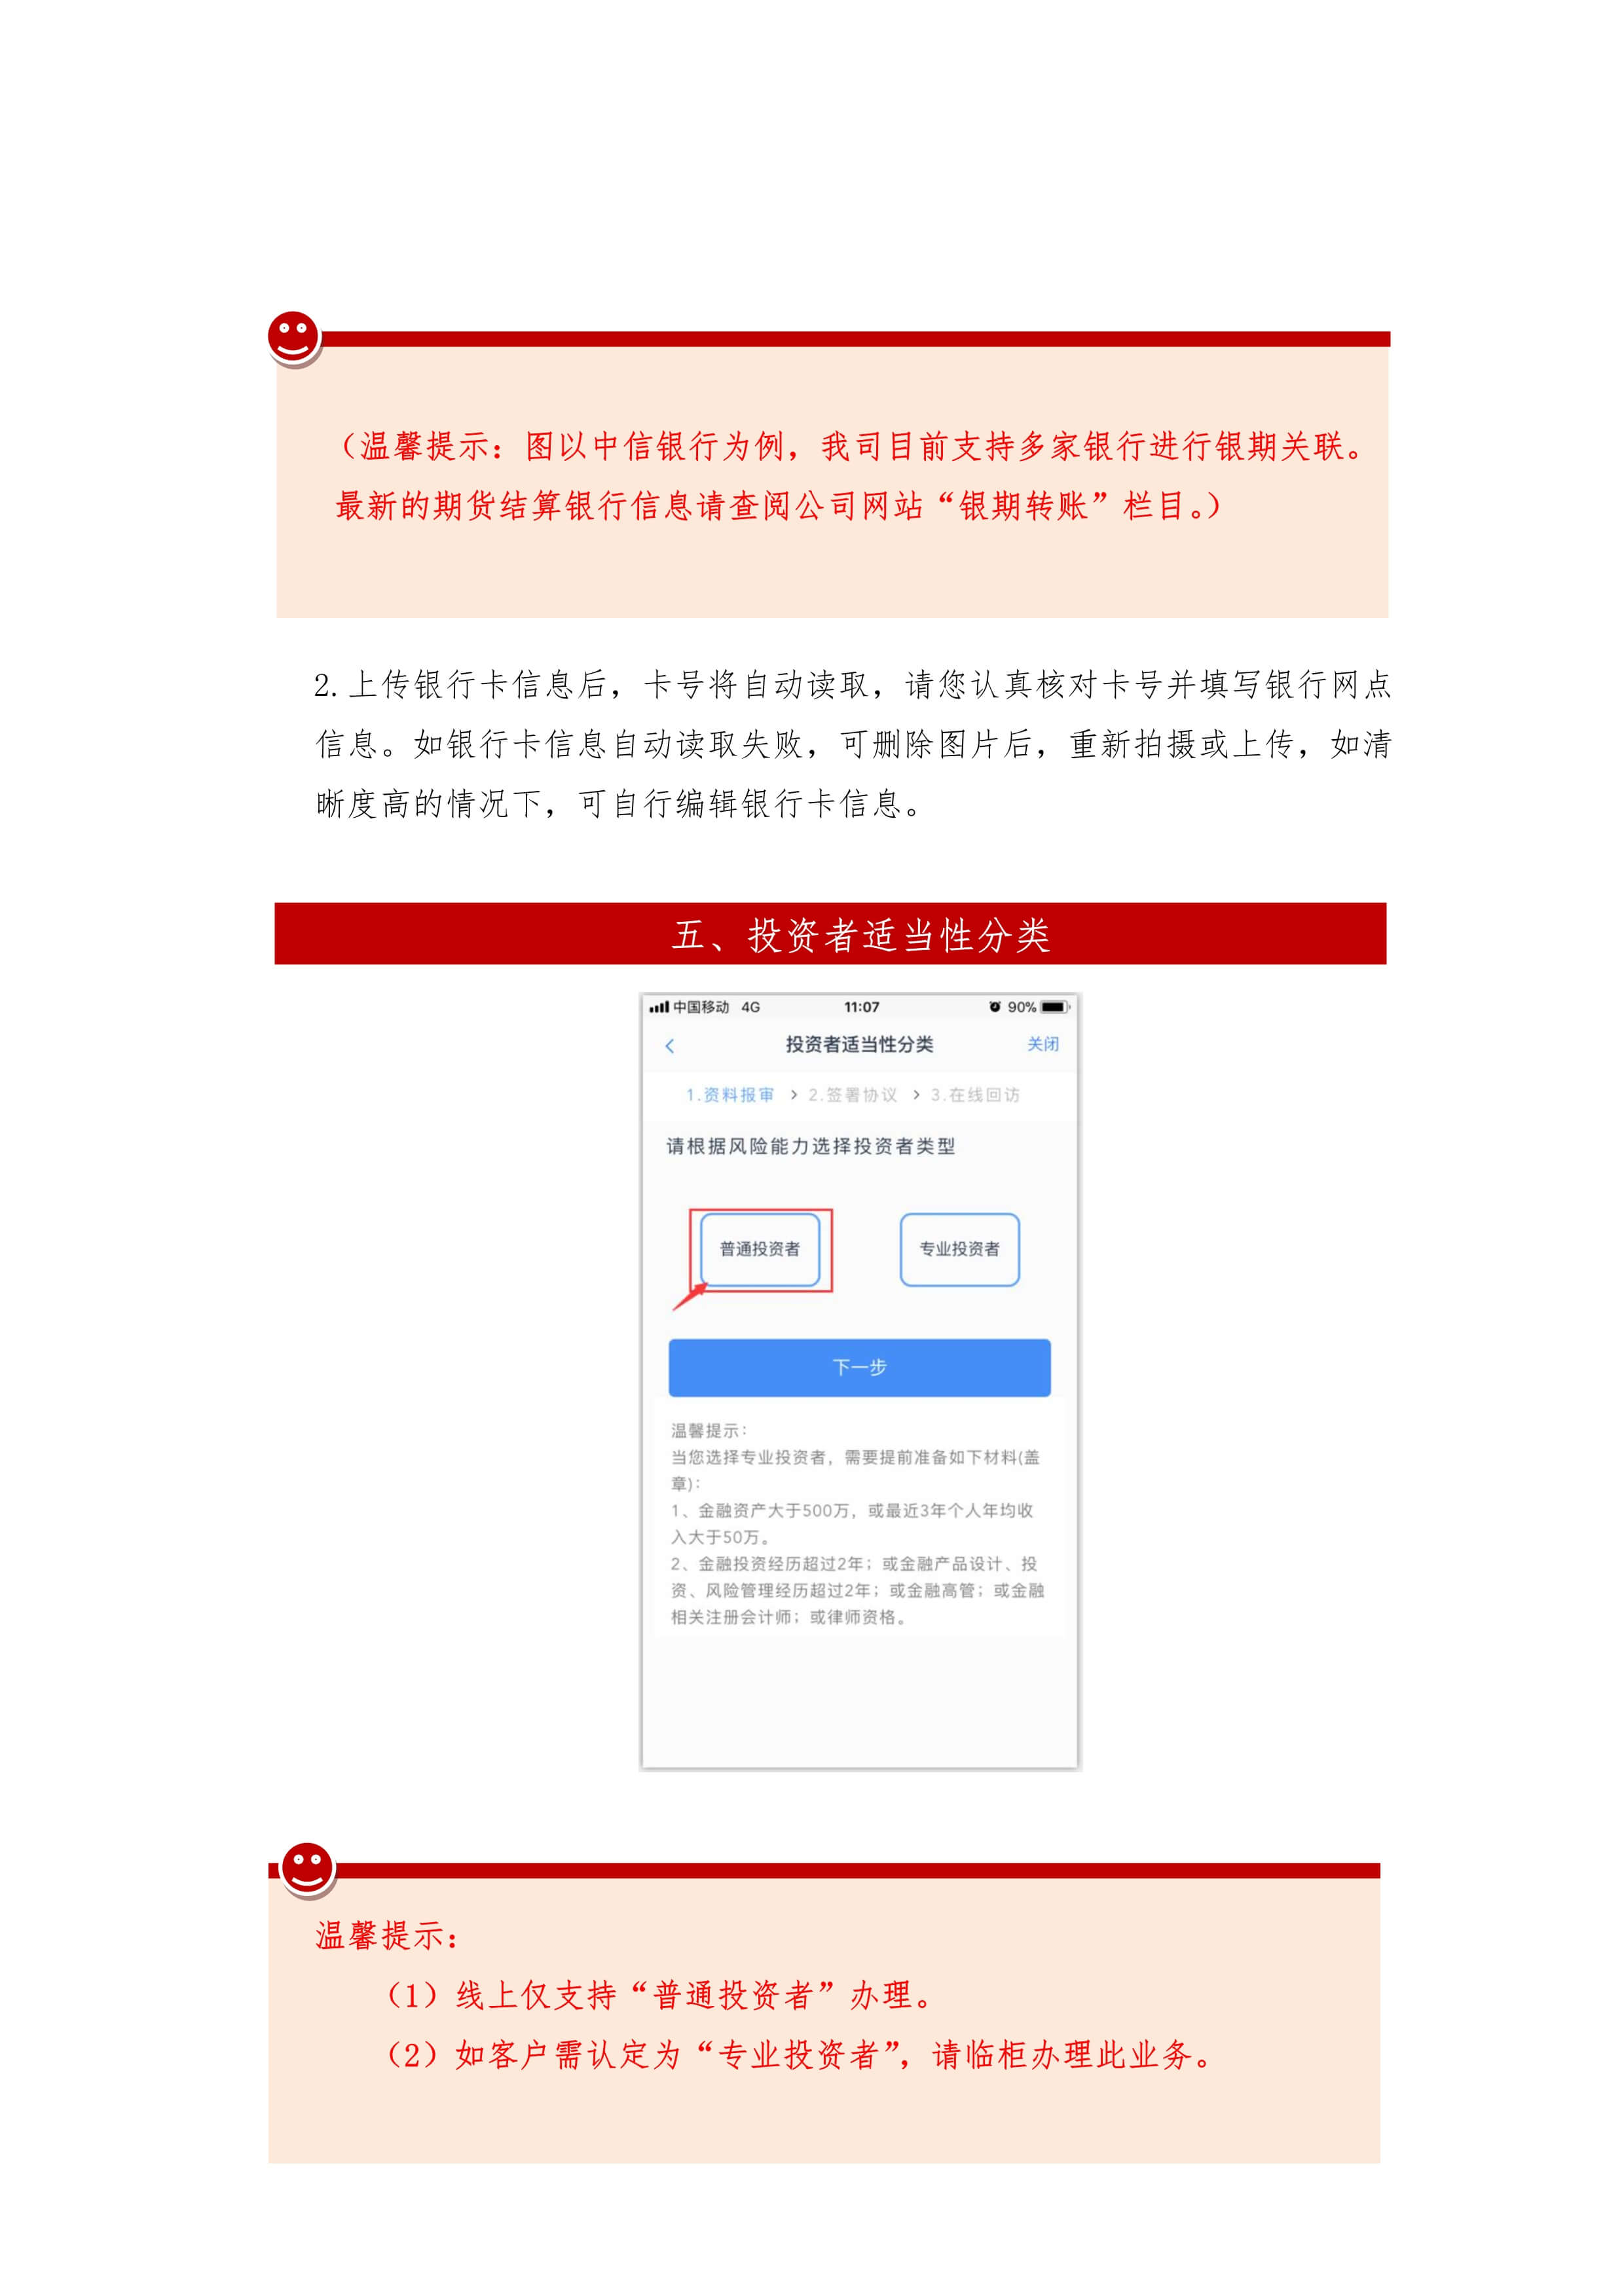 （温馨提示：图以中信银行为例，我司目前支持多家银行进行银期关联。
最新的期货结算银行信息请查阅公司网站“银期转账”栏目。）
2.上传银行卡信息后，卡号将自动读取，请您认真核对卡号并填写银行网点
信息。如银行卡信息自动读取失败，可删除图片后，重新拍摄或上传，如清
晰度高的情况下，可自行编辑银行卡信息。
五、投资者适当性分类
中国移动 4G 11:07 90%
投资者适当性分类 关闭
1.资料报审 > 2.签署协议 > 3.在线回访
请根据风险能力选择投资者类型
普通投资者 专业投资者
下一步
温馨提示：
当您选择专业投资者，需要提前准备如下材料(盖
章)：
1、金融资产大于500万，或最近3年个人年均收
入大于50万。
2、金融投资经历超过2年；或金融产品设计、投
资、风险管理经历超过2年；或金融高管；或金融
相关注册会计师；或律师资格。
温馨提示：
（1）线上仅支持“普通投资者”办理。
（2）如客户需认定为“专业投资者”，请临柜办理此业务。